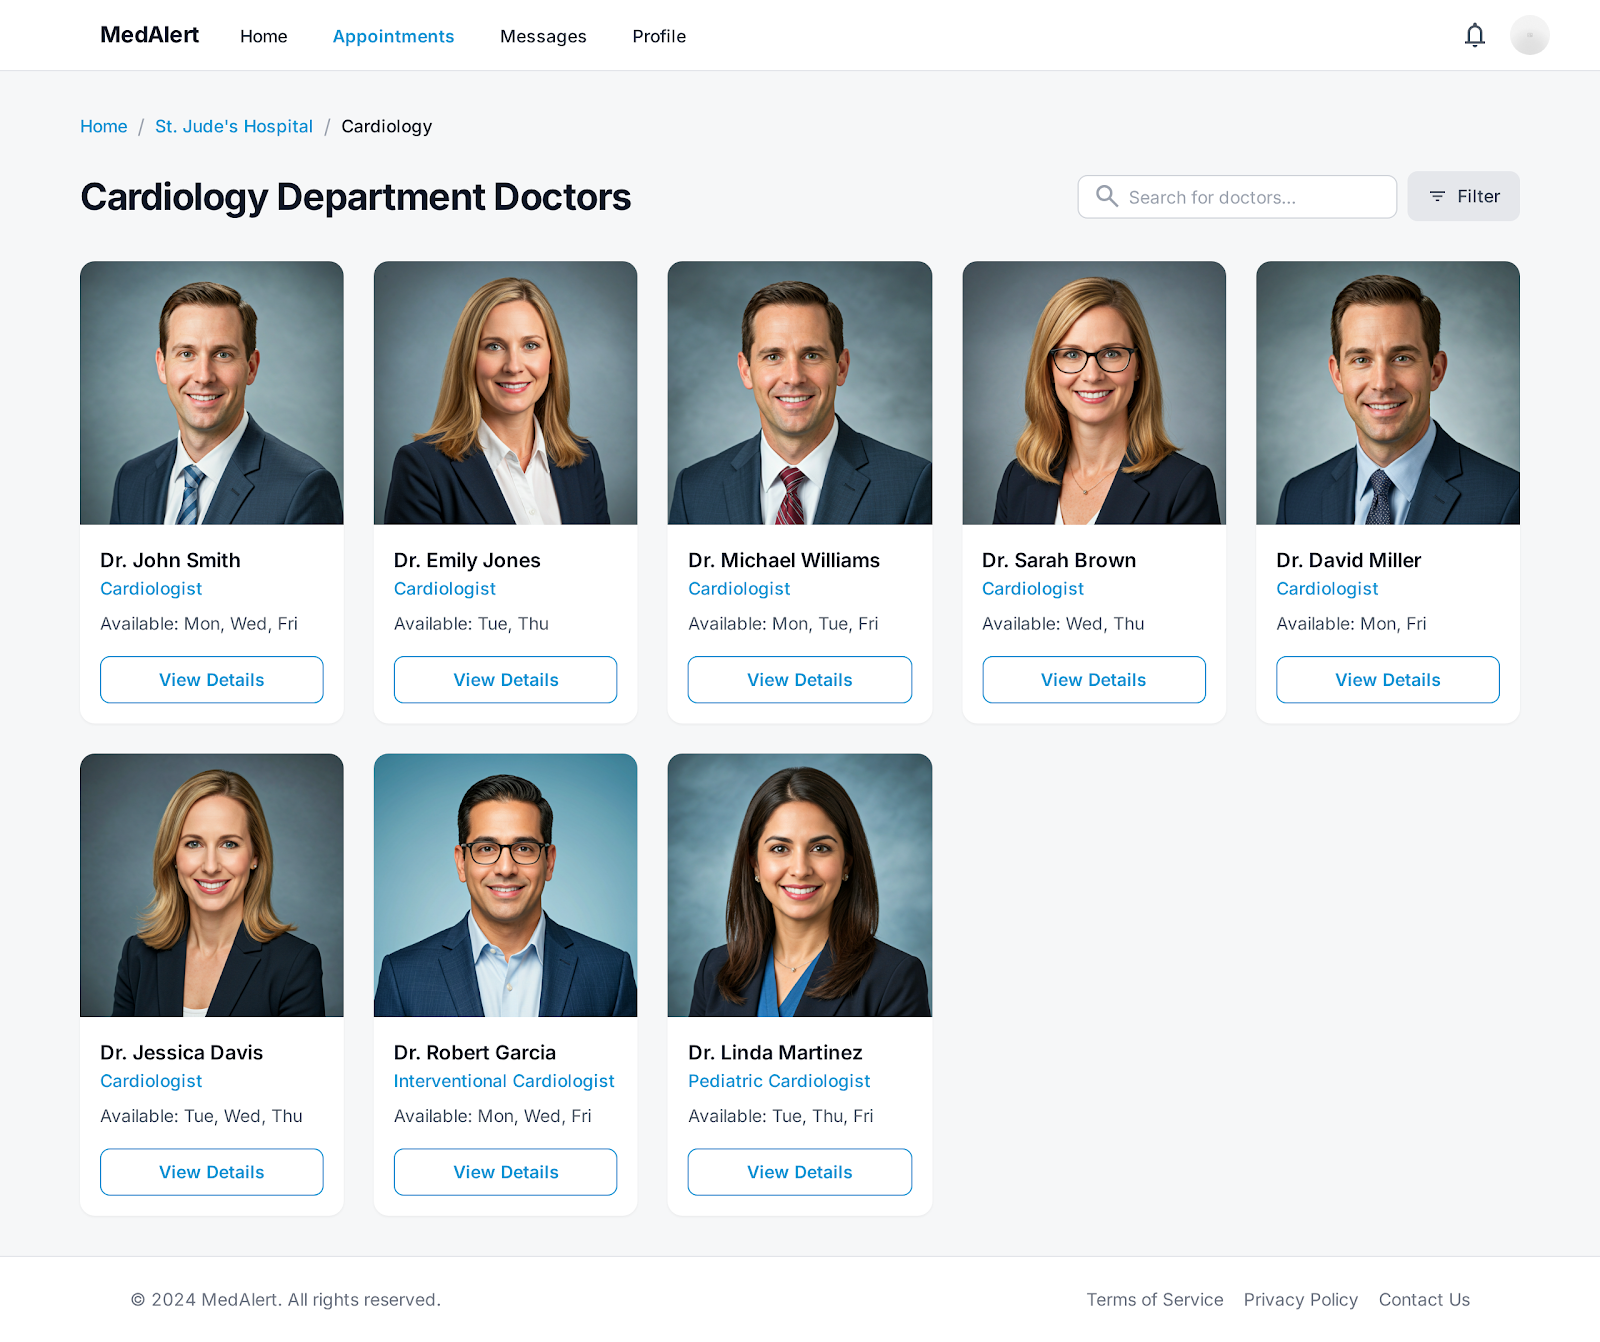 MedAlert Home Appointments Messages Profile
Home / St. Jude's Hospital / Cardiology
Cardiology Department Doctors
Search for doctors...
Filter
Dr. John Smith
Cardiologist
Available: Mon, Wed, Fri
View Details
Dr. Emily Jones
Cardiologist
Available: Tue, Thu
View Details
Dr. Michael Williams
Cardiologist
Available: Mon, Tue, Fri
View Details
Dr. Sarah Brown
Cardiologist
Available: Wed, Thu
View Details
Dr. David Miller
Cardiologist
Available: Mon, Fri
View Details
Dr. Jessica Davis
Cardiologist
Available: Tue, Wed, Thu
View Details
Dr. Robert Garcia
Interventional Cardiologist
Available: Mon, Wed, Fri
View Details
Dr. Linda Martinez
Pediatric Cardiologist
Available: Tue, Thu, Fri
View Details
© 2024 MedAlert. All rights reserved.
Terms of Service Privacy Policy Contact Us